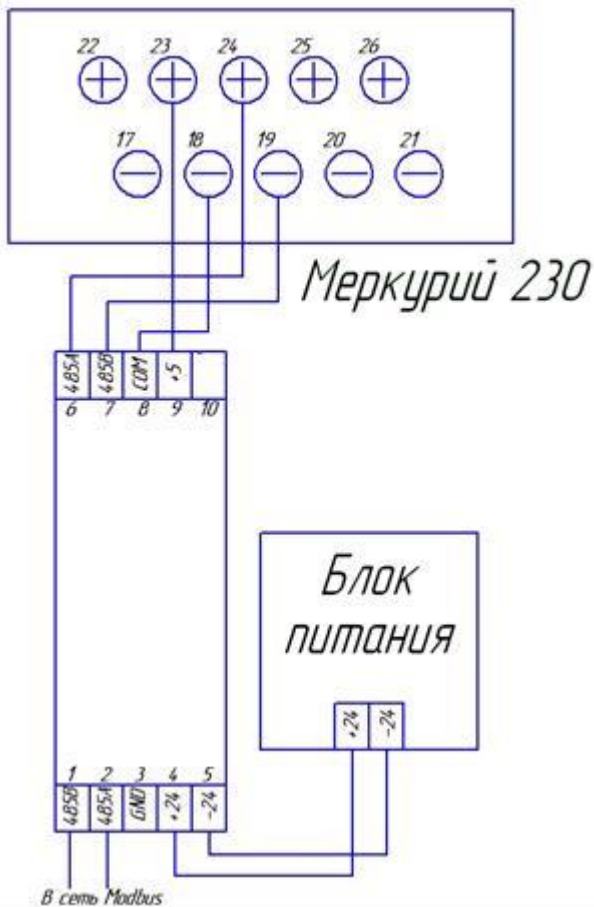 22 23 24 25 26
17 18 19 20 21
Меркурий 230
485A 485B COM +5
6 7 8 9 10
Блок
питания
+24 -24
1 2 3 4 5
485B 485A GND +24 -24
В сеть Modbus